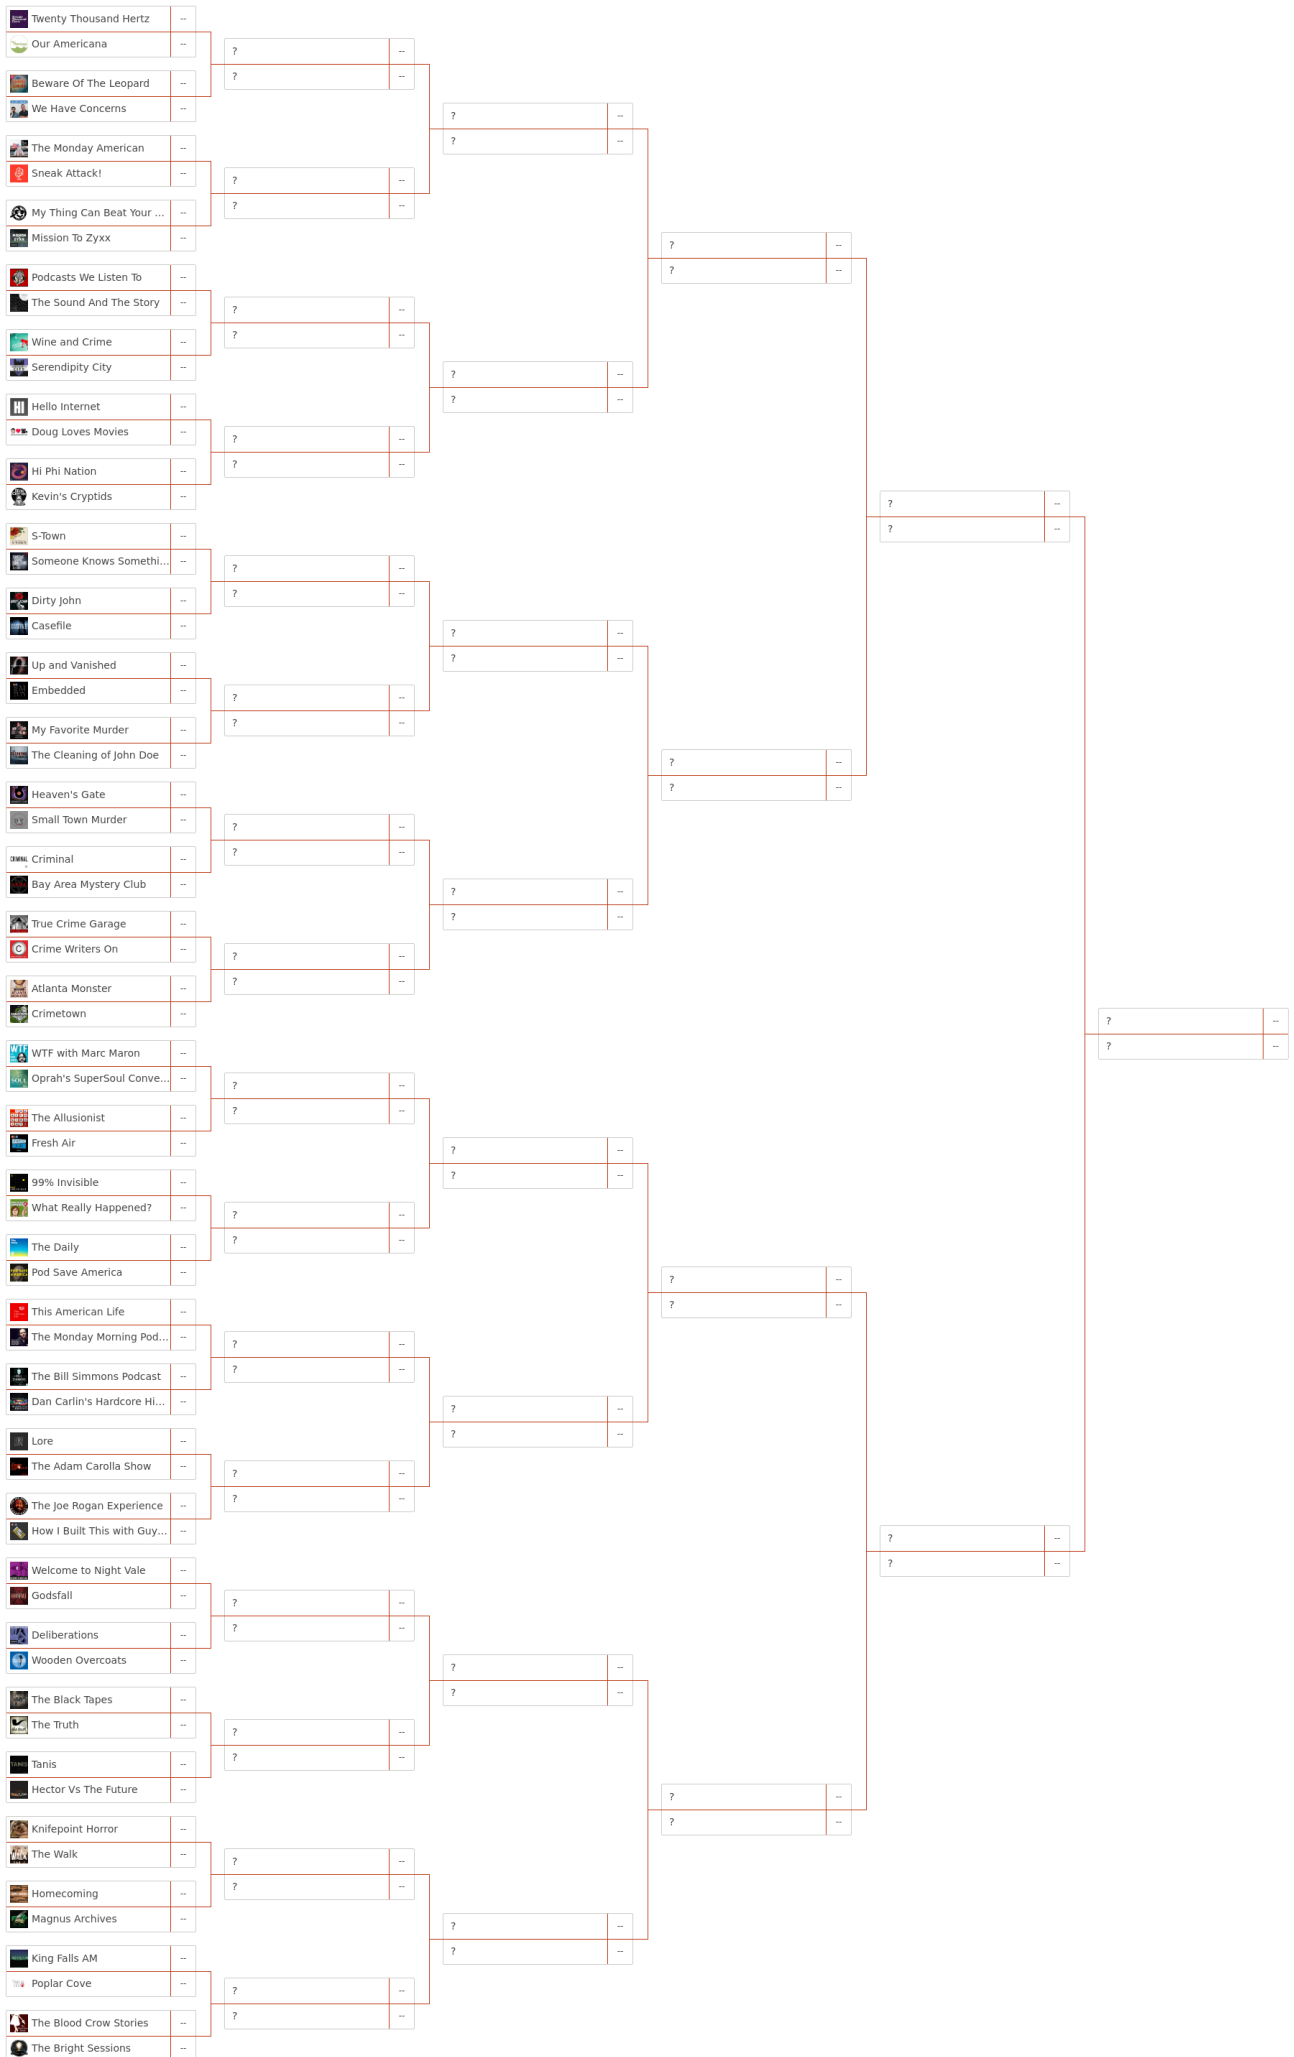 Twenty Thousand Hertz --
Our Americana --
? --
? --
Beware Of The Leopard --
We Have Concerns --
? --
? --
The Monday American --
Sneak Attack! --
? --
? --
My Thing Can Beat Your ... --
Mission To Zyxx --
? --
? --
Podcasts We Listen To --
The Sound And The Story --
? --
? --
Wine and Crime --
Serendipity City --
? --
? --
Hello Internet --
Doug Loves Movies --
? --
? --
Hi Phi Nation --
Kevin's Cryptids --
? --
? --
S-Town --
Someone Knows Somethi... --
? --
? --
Dirty John --
Casefile --
? --
? --
Up and Vanished --
Embedded --
? --
? --
My Favorite Murder --
The Cleaning of John Doe --
? --
? --
Heaven's Gate --
Small Town Murder --
? --
? --
Criminal --
Bay Area Mystery Club --
? --
? --
True Crime Garage --
Crime Writers On --
? --
? --
Atlanta Monster --
Crimetown --
? --
? --
WTF with Marc Maron --
Oprah's SuperSoul Conve... --
? --
? --
The Allusionist --
Fresh Air --
? --
? --
99% Invisible --
What Really Happened? --
? --
? --
The Daily --
Pod Save America --
? --
? --
This American Life --
The Monday Morning Pod... --
? --
? --
The Bill Simmons Podcast --
Dan Carlin's Hardcore Hi... --
? --
? --
Lore --
The Adam Carolla Show --
? --
? --
The Joe Rogan Experience --
How I Built This with Guy... --
? --
? --
Welcome to Night Vale --
Godsfall --
? --
? --
Deliberations --
Wooden Overcoats --
? --
? --
The Black Tapes --
The Truth --
? --
? --
Tanis --
Hector Vs The Future --
? --
? --
Knifepoint Horror --
The Walk --
? --
? --
Homecoming --
Magnus Archives --
? --
? --
King Falls AM --
Poplar Cove --
? --
? --
The Blood Crow Stories --
The Bright Sessions --